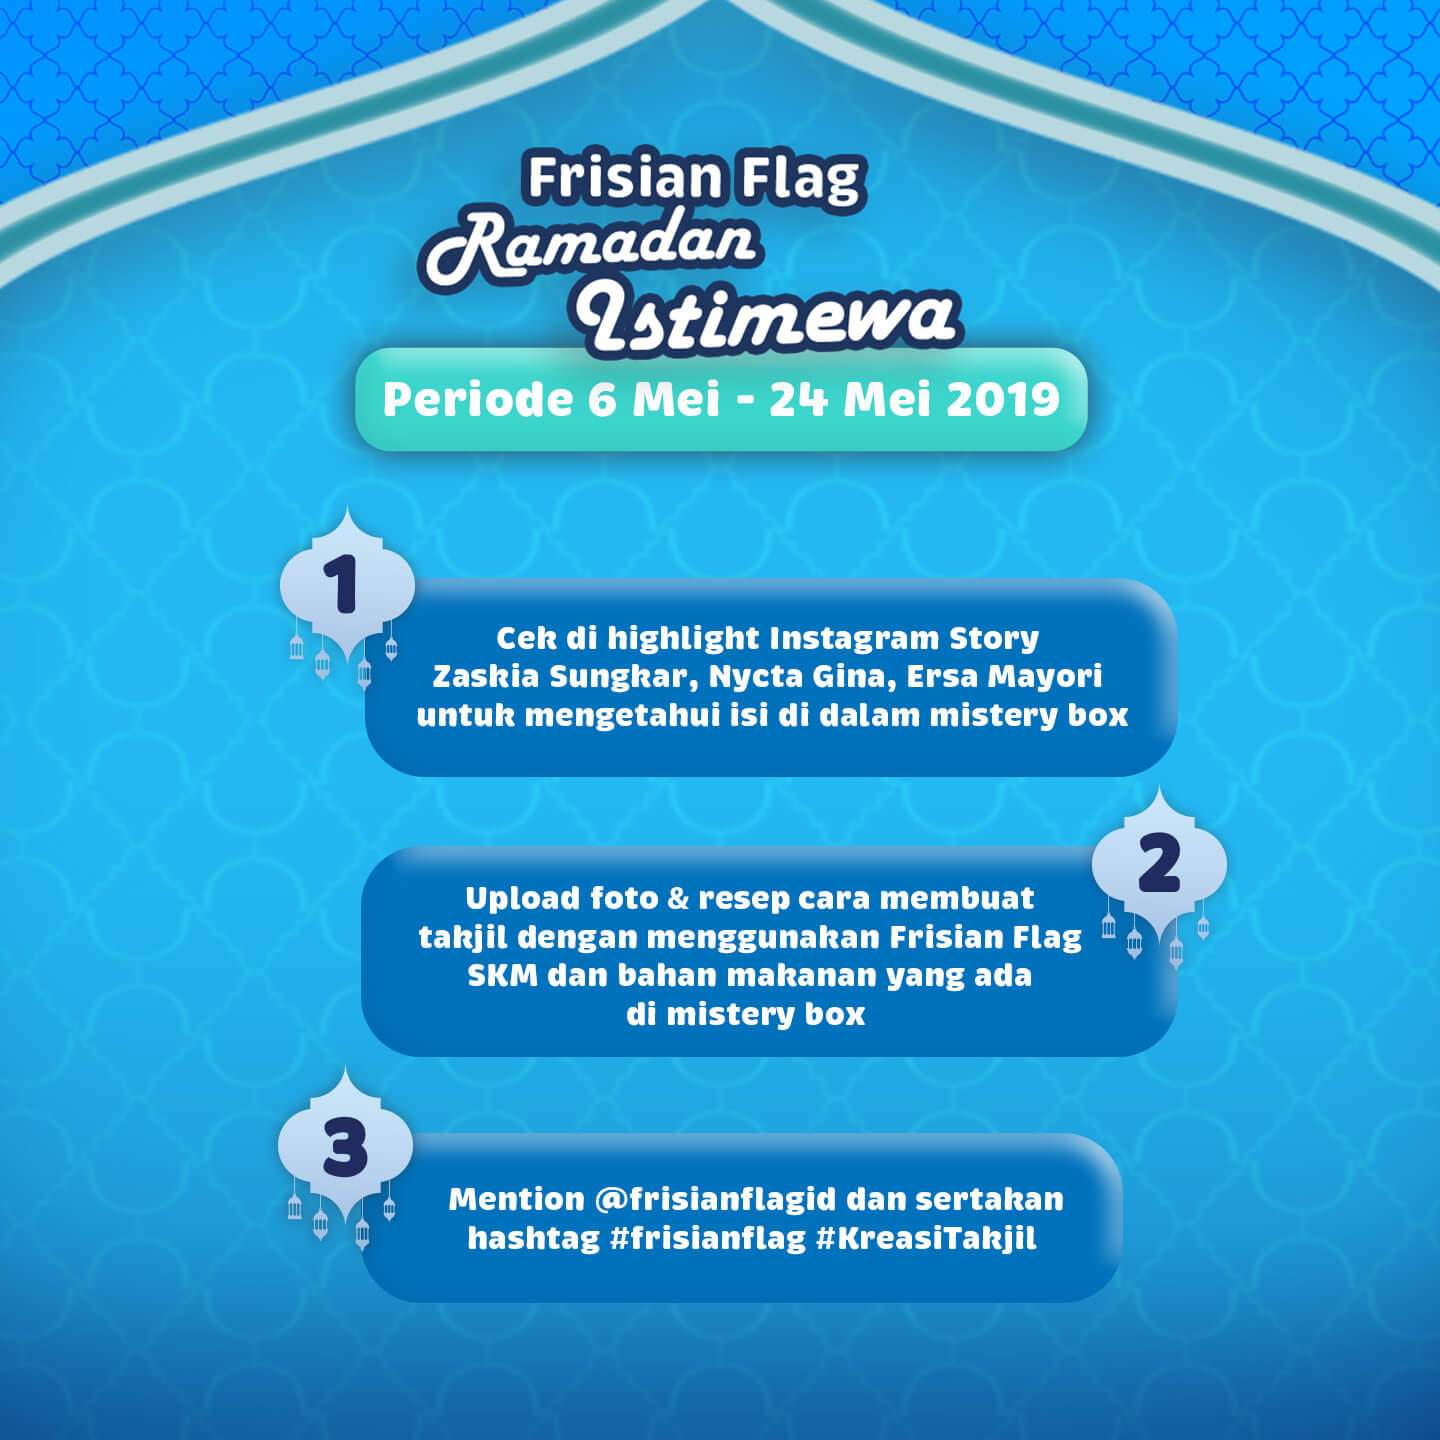 Frisian Flag
Ramadan
Istimewa
Periode 6 Mei - 24 Mei 2019
1
Cek di highlight Instagram Story
Zaskia Sungkar, Nycta Gina, Ersa Mayori
untuk mengetahui isi di dalam mistery box
2
Upload foto & resep cara membuat
takjil dengan menggunakan Frisian Flag
SKM dan bahan makanan yang ada
di mistery box
3
Mention @frisianflagid dan sertakan
hashtag #frisianflag #KreasiTakjil